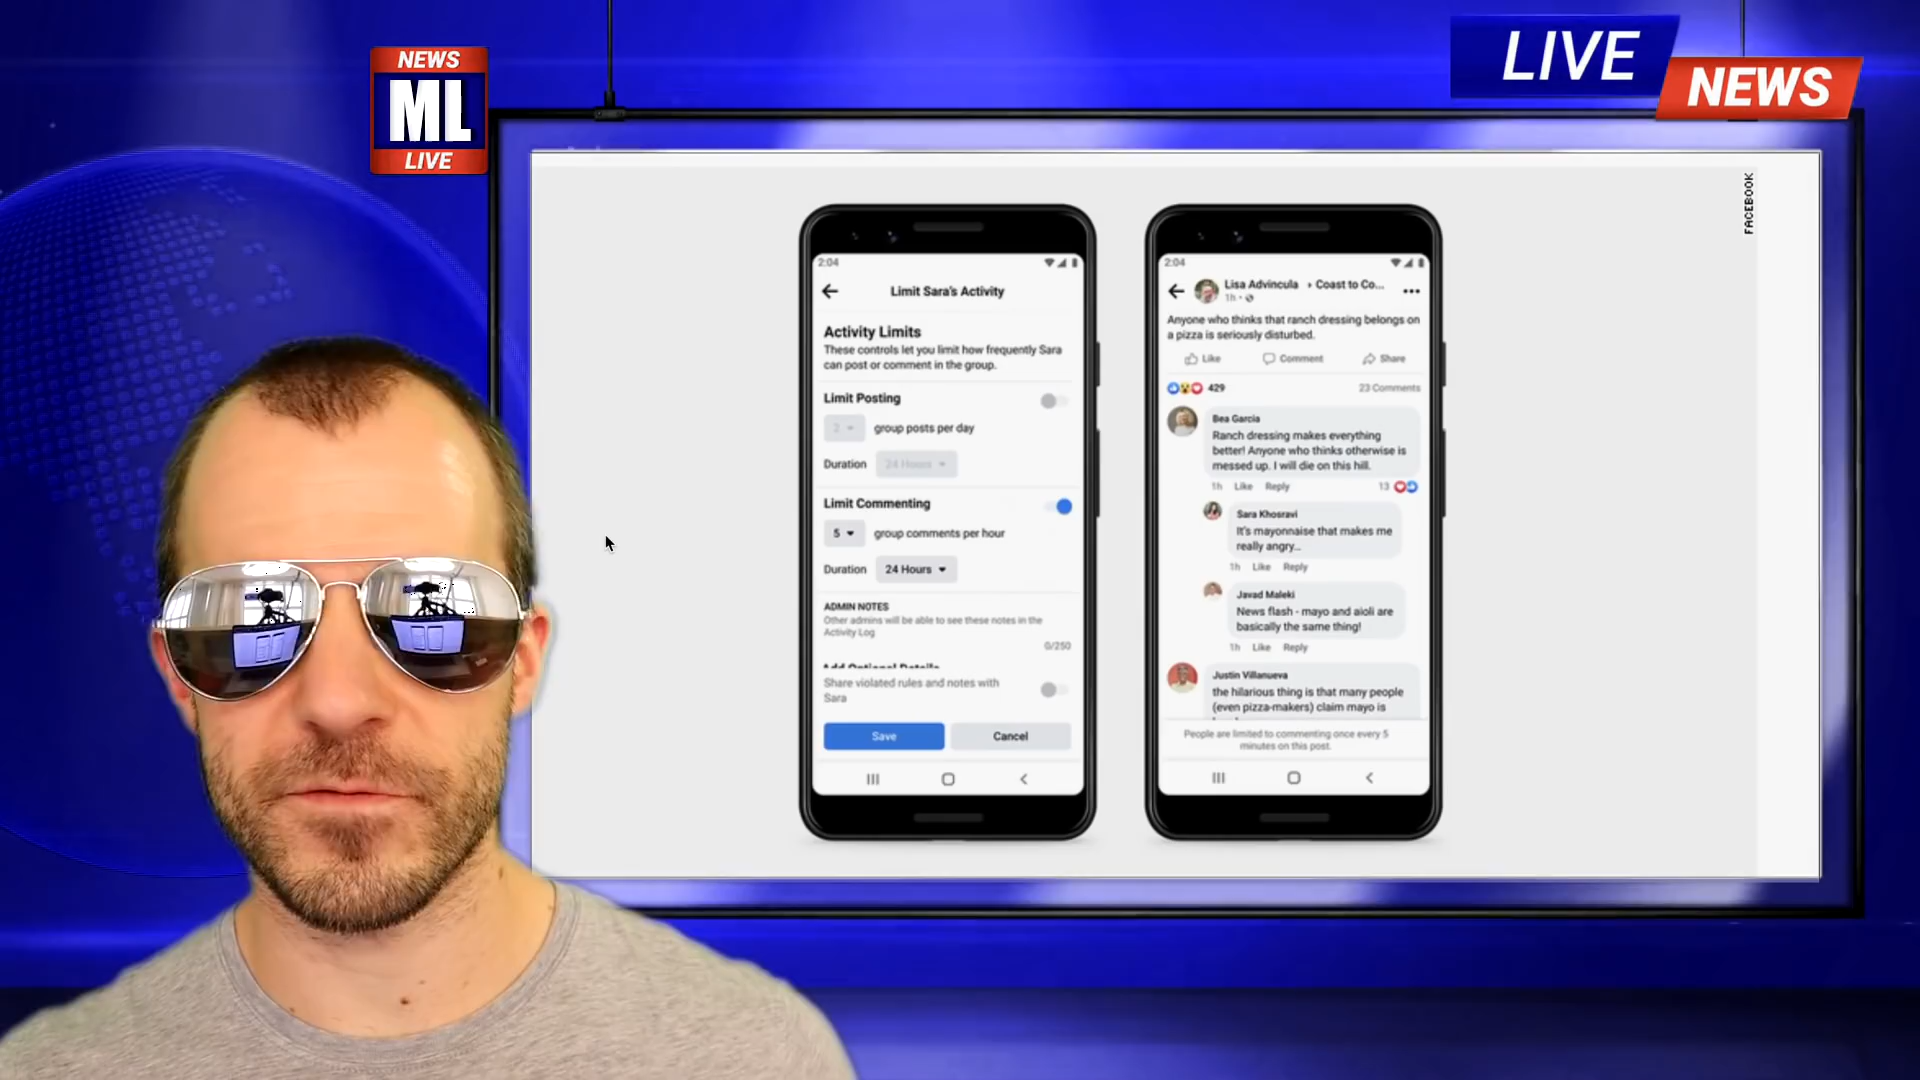 NEWS
ML
LIVE
LIVE
NEWS
FACEBOOK
2:04
Limit Sara's Activity
Activity Limits
These controls let you limit how frequently Sara
can post or comment in the group.
Limit Posting
2 group posts per day
Duration 24 Hours
Limit Commenting
5 group comments per hour
Duration 24 Hours
ADMIN NOTES
Other admins will be able to see these notes in the
Activity Log
0/250
Add Optional Details
Share violated rules and notes with
Sara
Save Cancel
2:04
Lisa Advincula › Coast to Co...
1h
Anyone who thinks that ranch dressing belongs on
a pizza is seriously disturbed.
Like Comment Share
429 23 Comments
Bea Garcia
Ranch dressing makes everything
better! Anyone who thinks otherwise is
messed up. I will die on this hill.
1h Like Reply 13
Sara Khosravi
It's mayonnaise that makes me
really angry...
1h Like Reply
Javad Maleki
News flash - mayo and aioli are
basically the same thing!
1h Like Reply
Justin Villanueva
the hilarious thing is that many people
(even pizza-makers) claim mayo is
People are limited to commenting once every 5
minutes on this post.